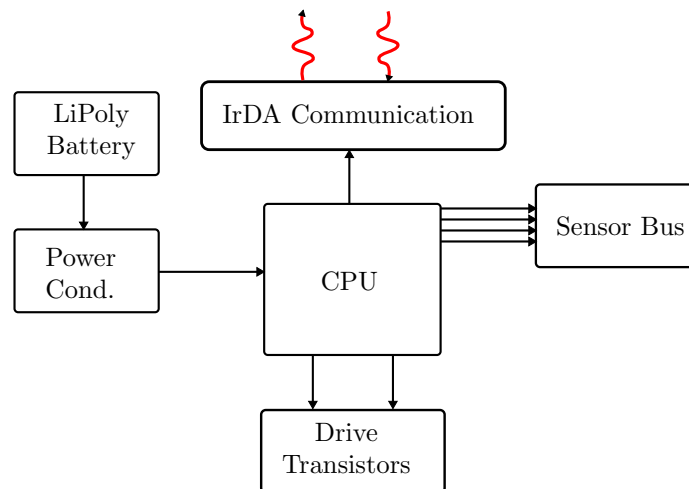 IrDA Communication
LiPoly
Battery
Power
Cond.
CPU
Sensor Bus
Drive
Transistors